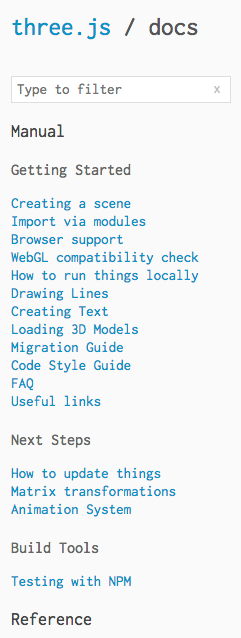 three.js / docs
Type to filter x
Manual
Getting Started
Creating a scene
Import via modules
Browser support
WebGL compatibility check
How to run things locally
Drawing Lines
Creating Text
Loading 3D Models
Migration Guide
Code Style Guide
FAQ
Useful links
Next Steps
How to update things
Matrix transformations
Animation System
Build Tools
Testing with NPM
Reference